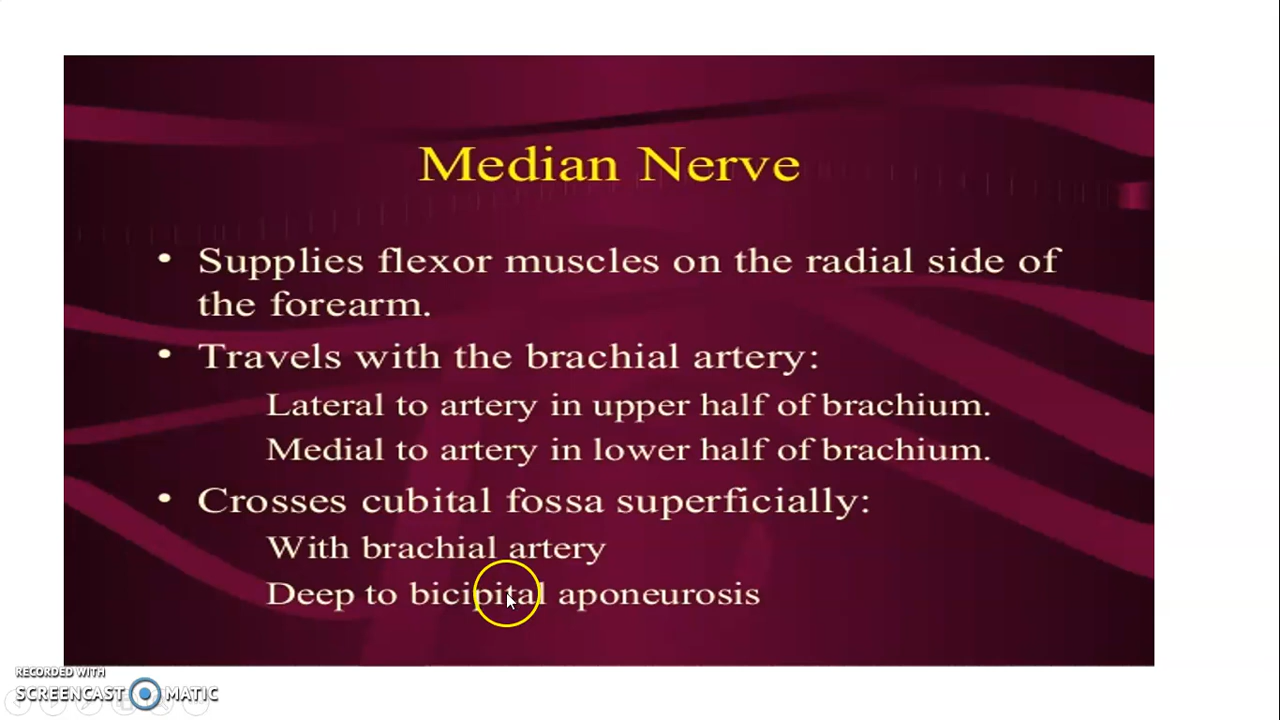 Median Nerve
• Supplies flexor muscles on the radial side of
the forearm.
• Travels with the brachial artery:
Lateral to artery in upper half of brachium.
Medial to artery in lower half of brachium.
• Crosses cubital fossa superficially:
With brachial artery
Deep to bicipital aponeurosis
RECORDED WITH
SCREENCAST MATIC